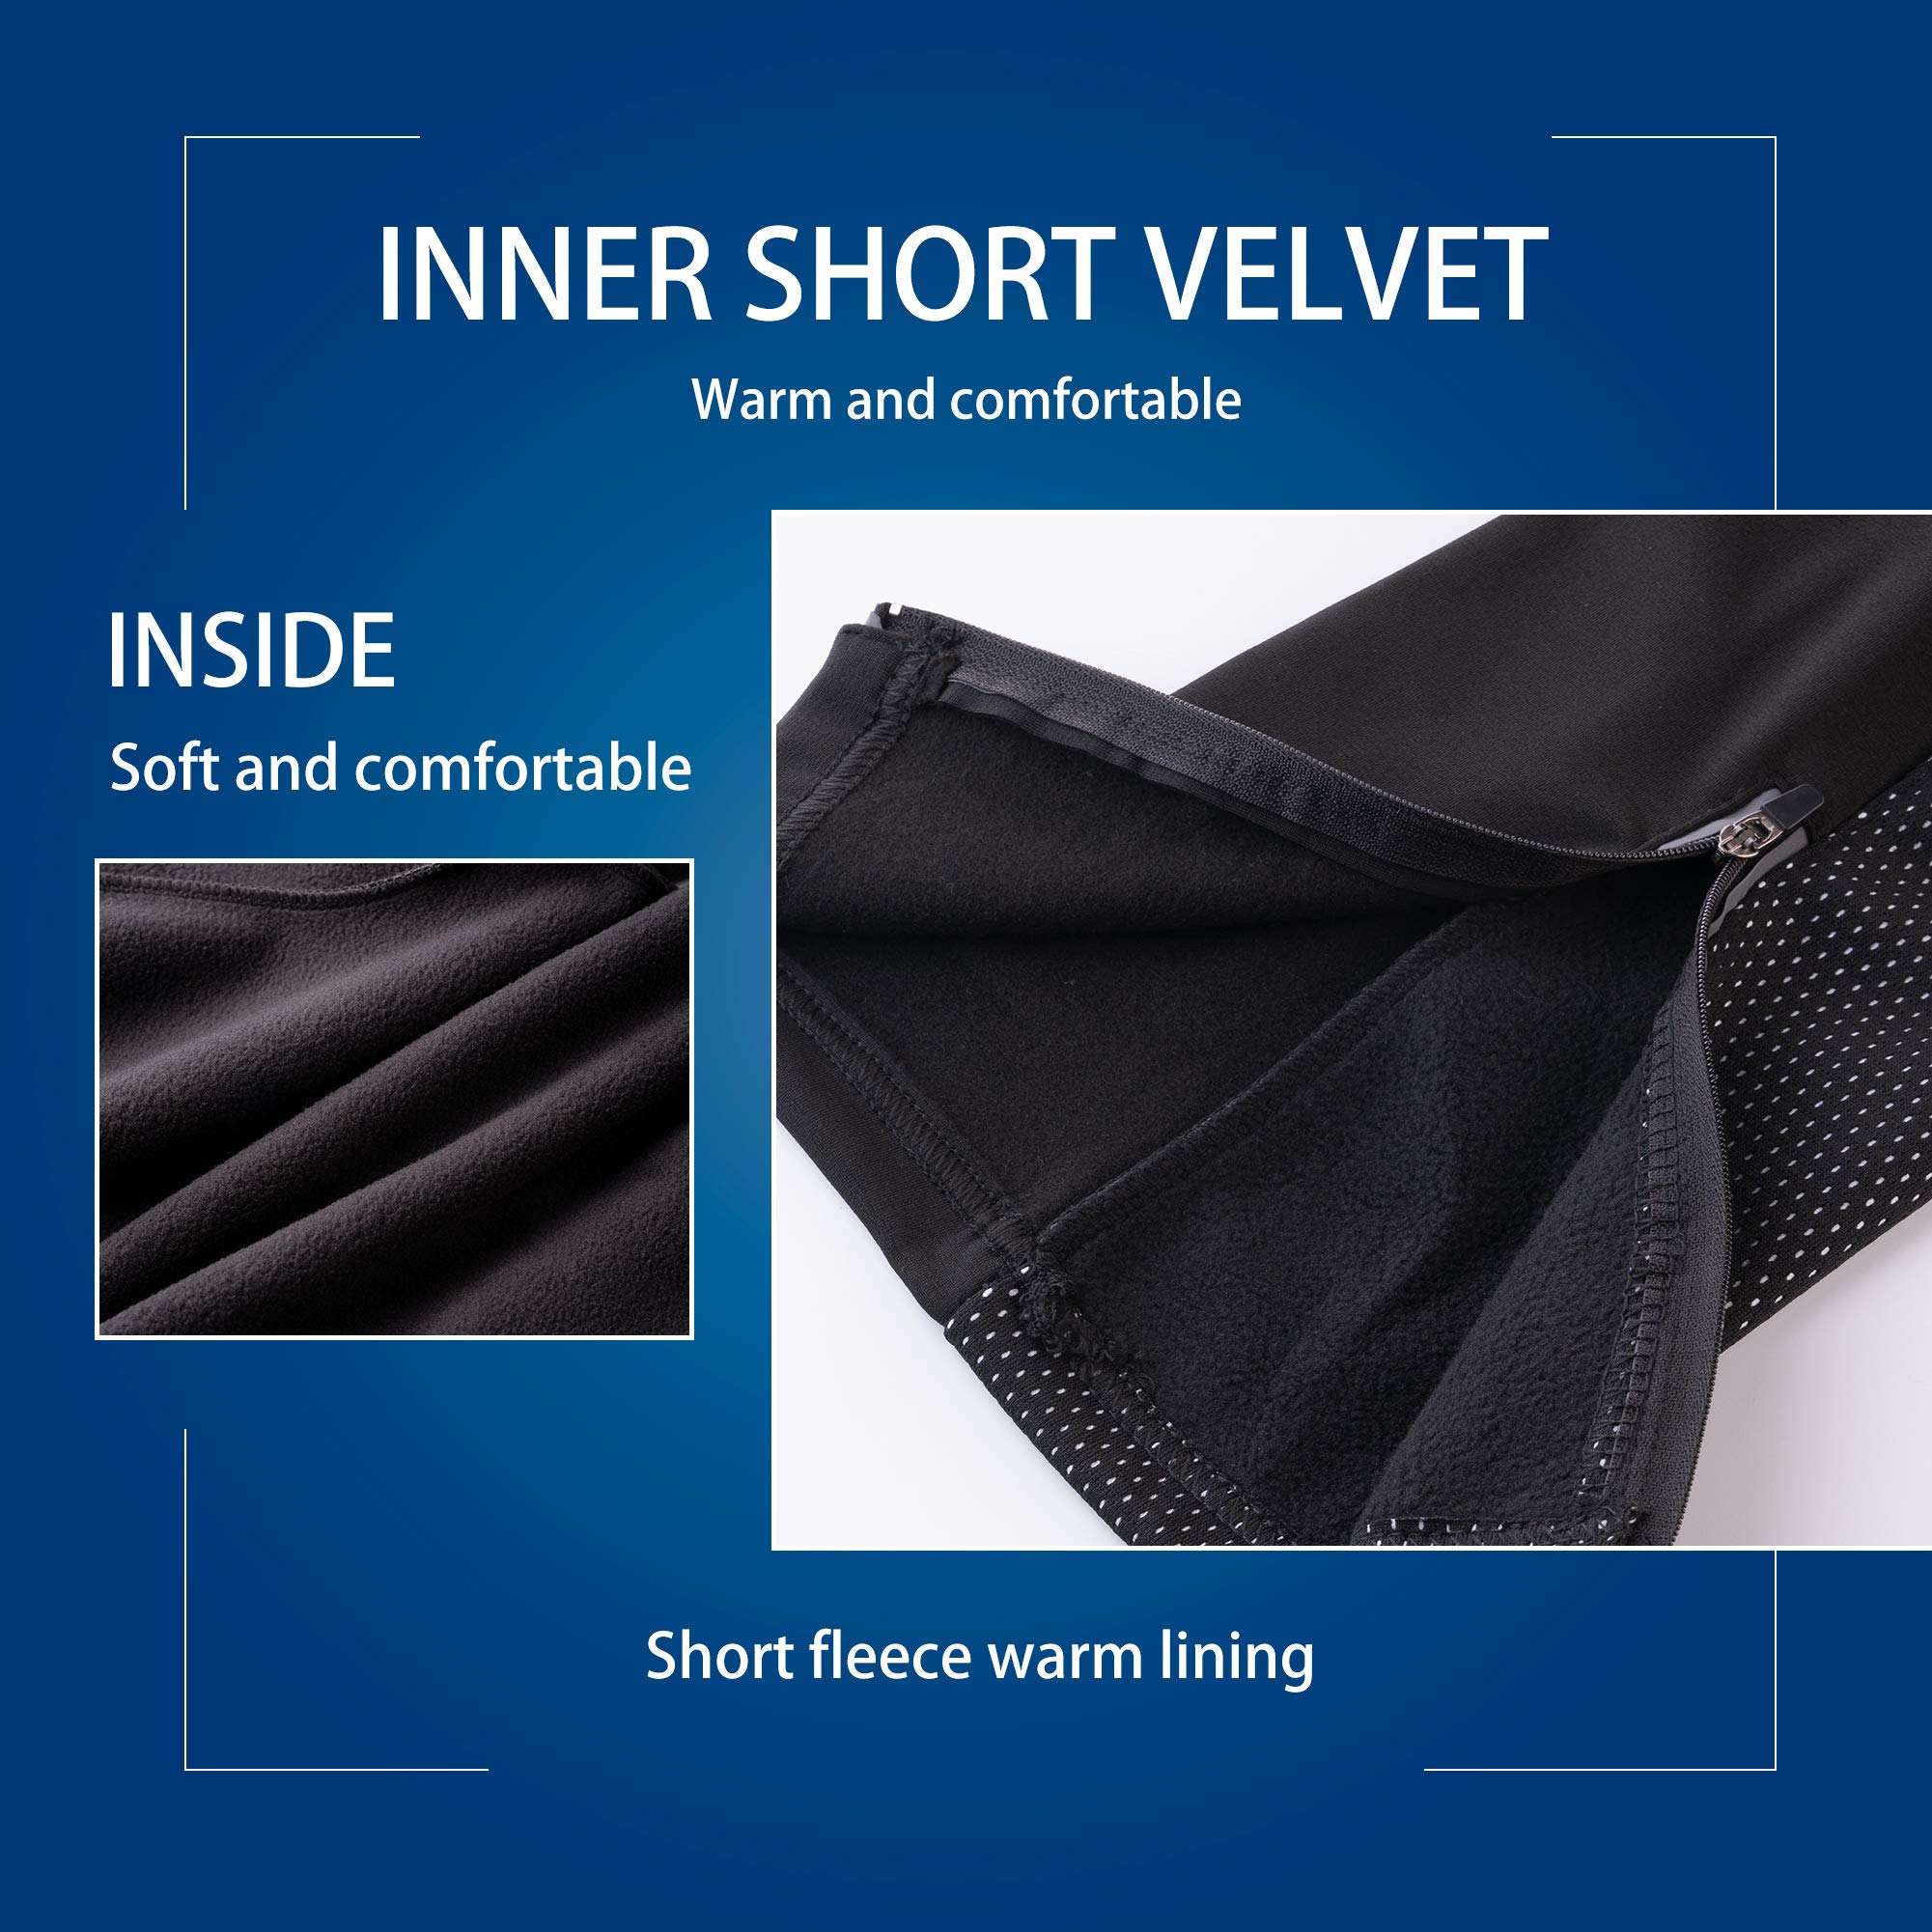 INNER SHORT VELVET
Warm and comfortable
INSIDE
Soft and comfortable
Short fleece warm lining